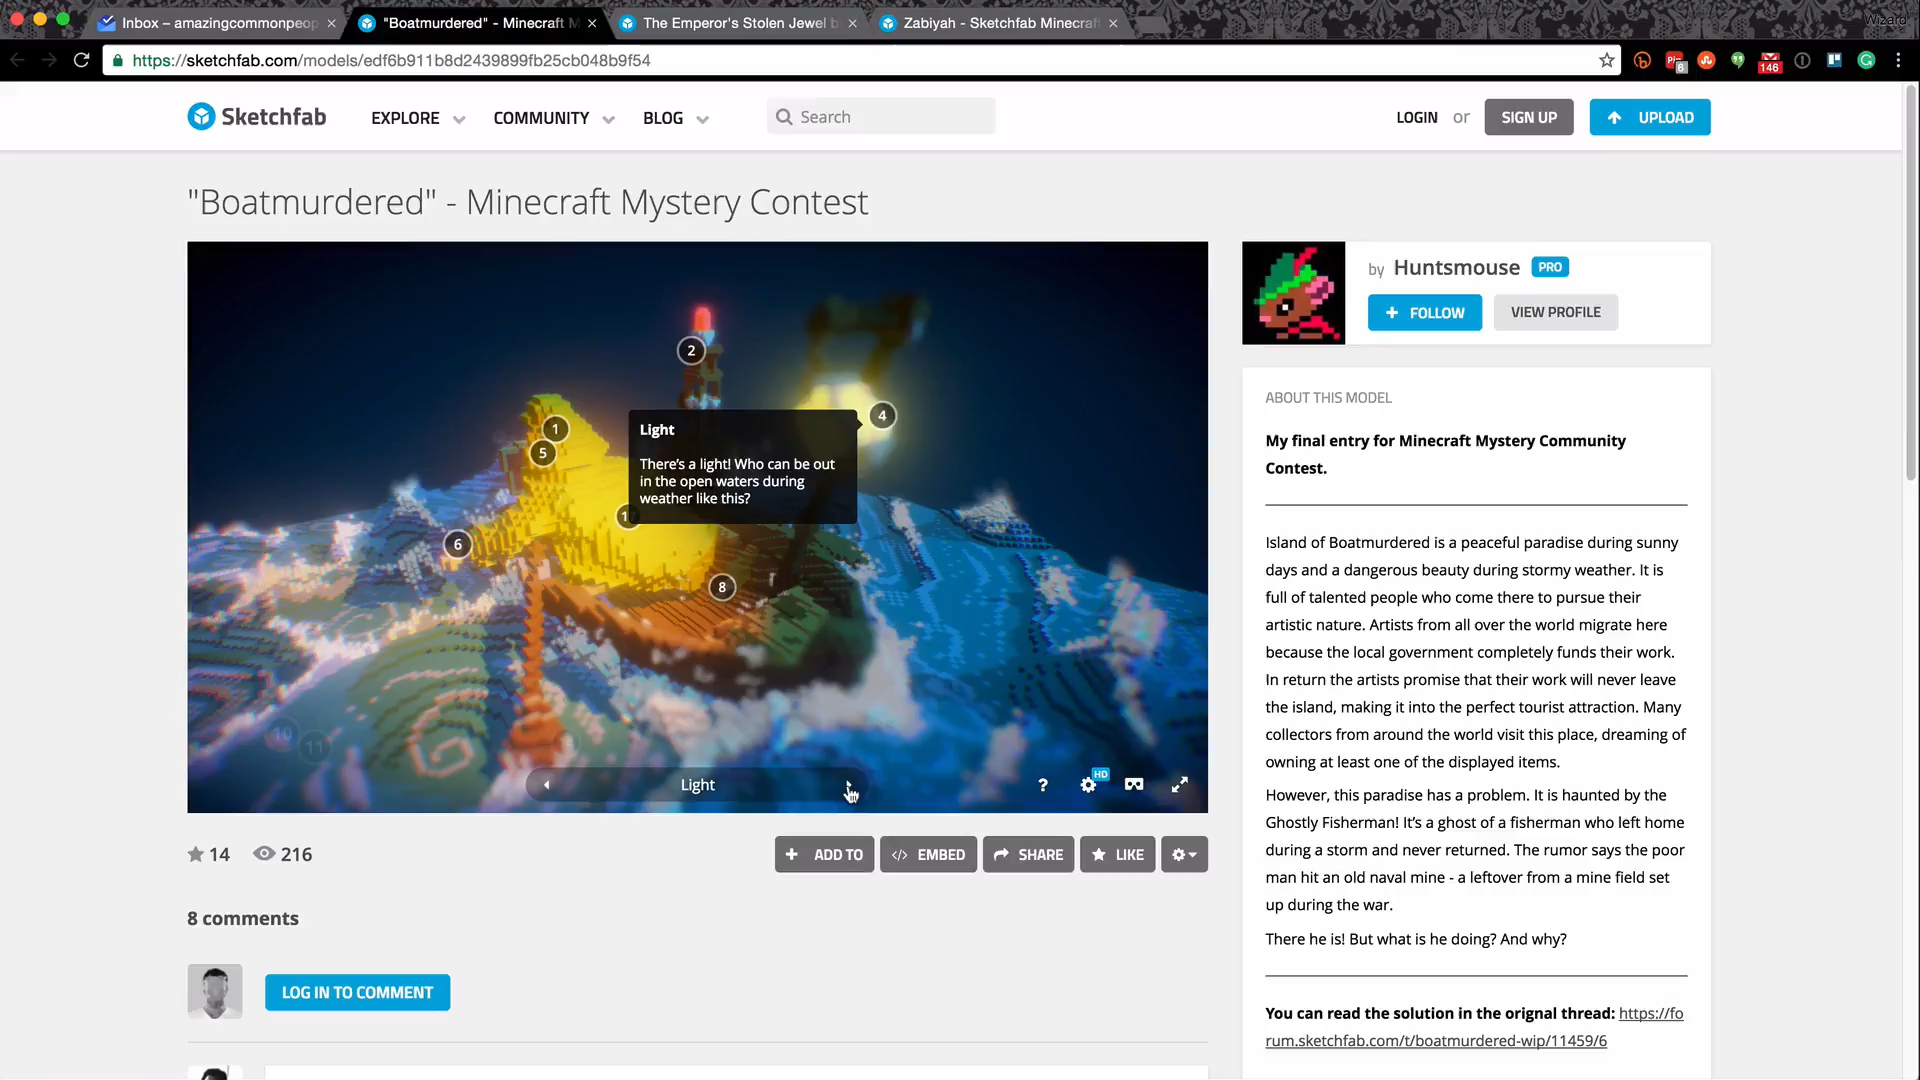 Inbox – amazingcommonpeop
"Boatmurdered" - Minecraft M
The Emperor's Stolen Jewel b
Zabiyah - Sketchfab Minecraft
Wizard
https://sketchfab.com/models/edf6b911b8d2439899fb25cb048b9f54
6
146
Sketchfab
EXPLORE
COMMUNITY
BLOG
Search
LOGIN or
SIGN UP
UPLOAD
"Boatmurdered" - Minecraft Mystery Contest
2
4
1
5
Light
There's a light! Who can be out
in the open waters during
weather like this?
1
6
8
10
11
Light
?
HD
14
216
+ ADD TO
</> EMBED
SHARE
LIKE
8 comments
LOG IN TO COMMENT
by Huntsmouse PRO
+ FOLLOW
VIEW PROFILE
ABOUT THIS MODEL
My final entry for Minecraft Mystery Community
Contest.
Island of Boatmurdered is a peaceful paradise during sunny
days and a dangerous beauty during stormy weather. It is
full of talented people who come there to pursue their
artistic nature. Artists from all over the world migrate here
because the local government completely funds their work.
In return the artists promise that their work will never leave
the island, making it into the perfect tourist attraction. Many
collectors from around the world visit this place, dreaming of
owning at least one of the displayed items.
However, this paradise has a problem. It is haunted by the
Ghostly Fisherman! It's a ghost of a fisherman who left home
during a storm and never returned. The rumor says the poor
man hit an old naval mine - a leftover from a mine field set
up during the war.
There he is! But what is he doing? And why?
You can read the solution in the orignal thread: https://fo
rum.sketchfab.com/t/boatmurdered-wip/11459/6